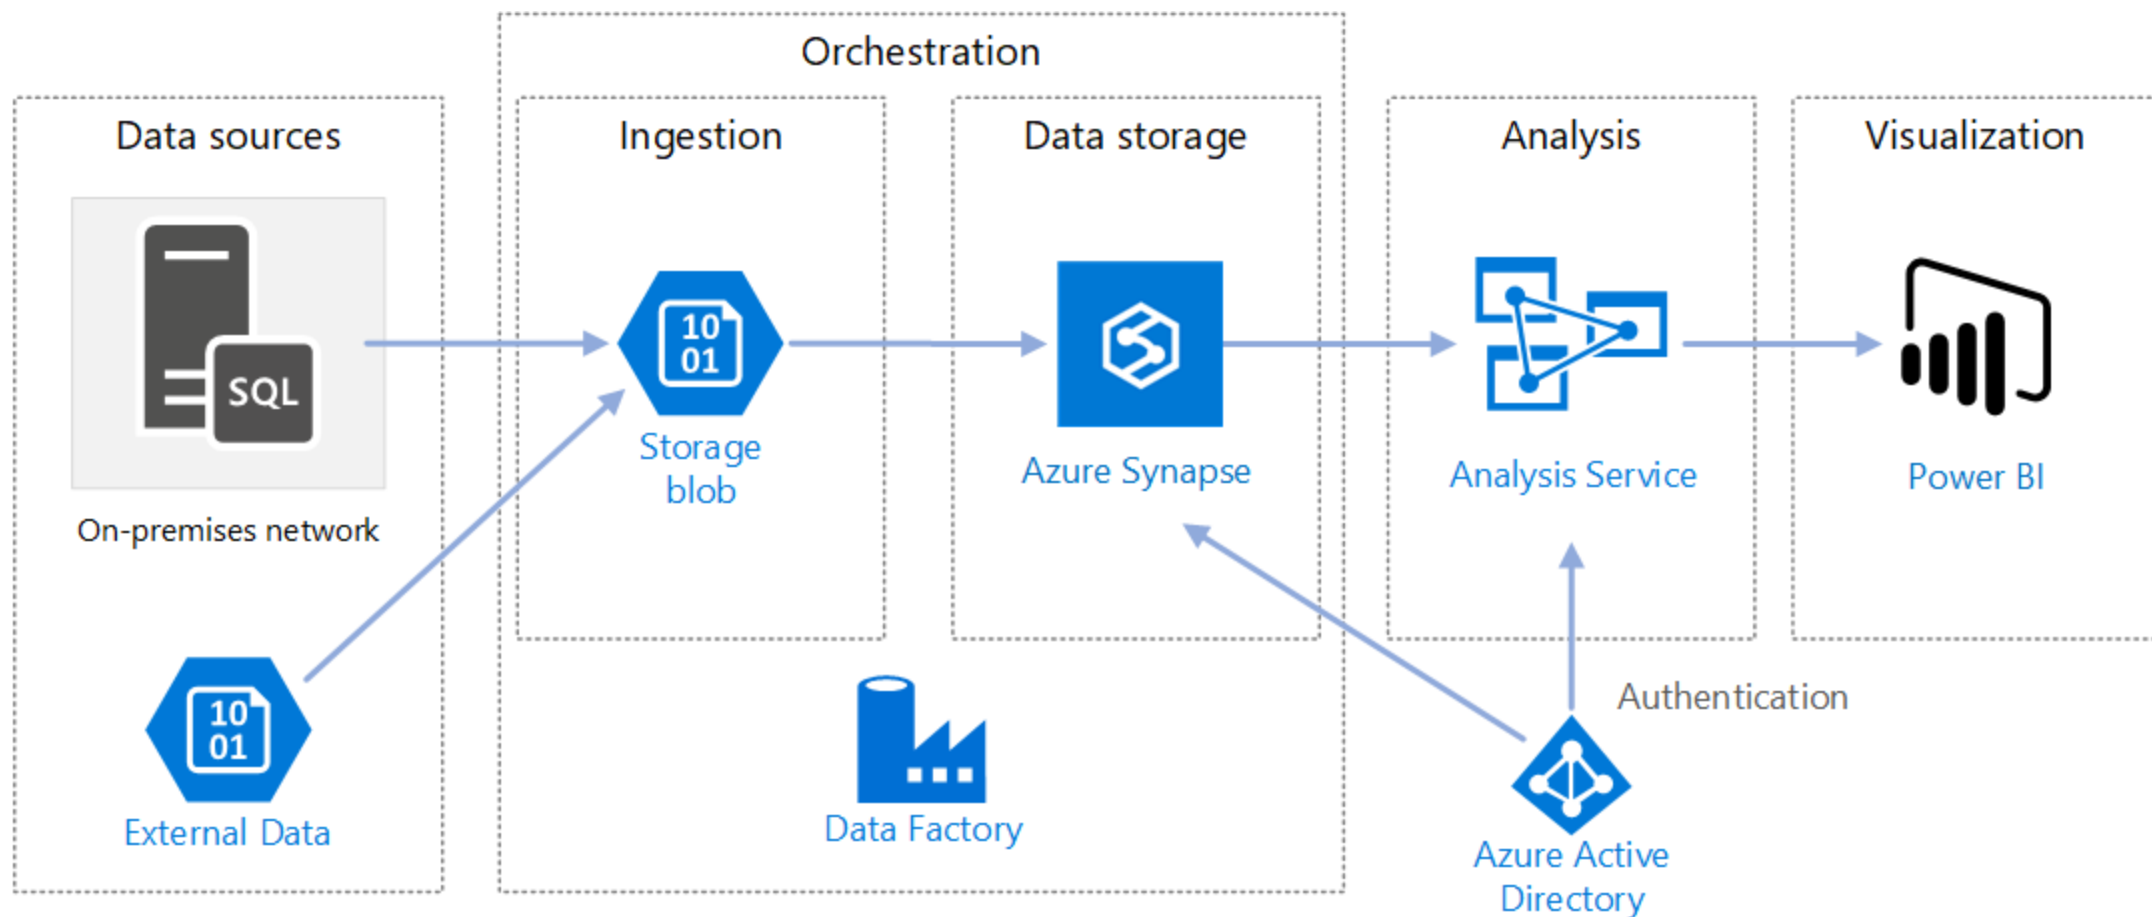 Orchestration
Data sources
Ingestion
Data storage
Analysis
Visualization
SQL
On-premises network
10
01
External Data
10
01
Storage
blob
Azure Synapse
Analysis Service
Power BI
Data Factory
Authentication
Azure Active
Directory